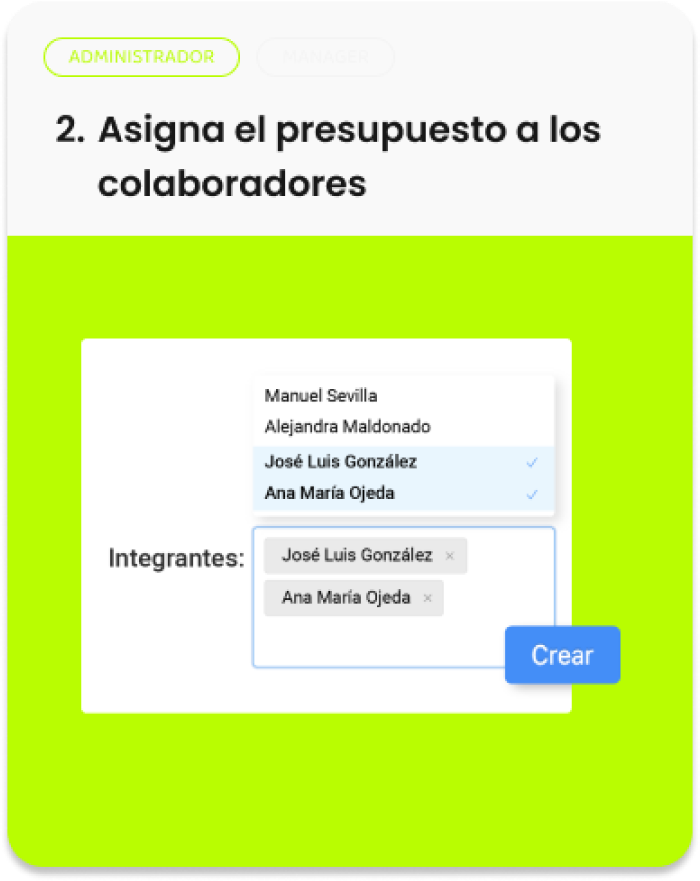 ADMINISTRADOR MANAGER
2. Asigna el presupuesto a los
colaboradores
Manuel Sevilla
Alejandra Maldonado
José Luis González
Ana María Ojeda
Integrantes:
José Luis González ×
Ana María Ojeda ×
Crear